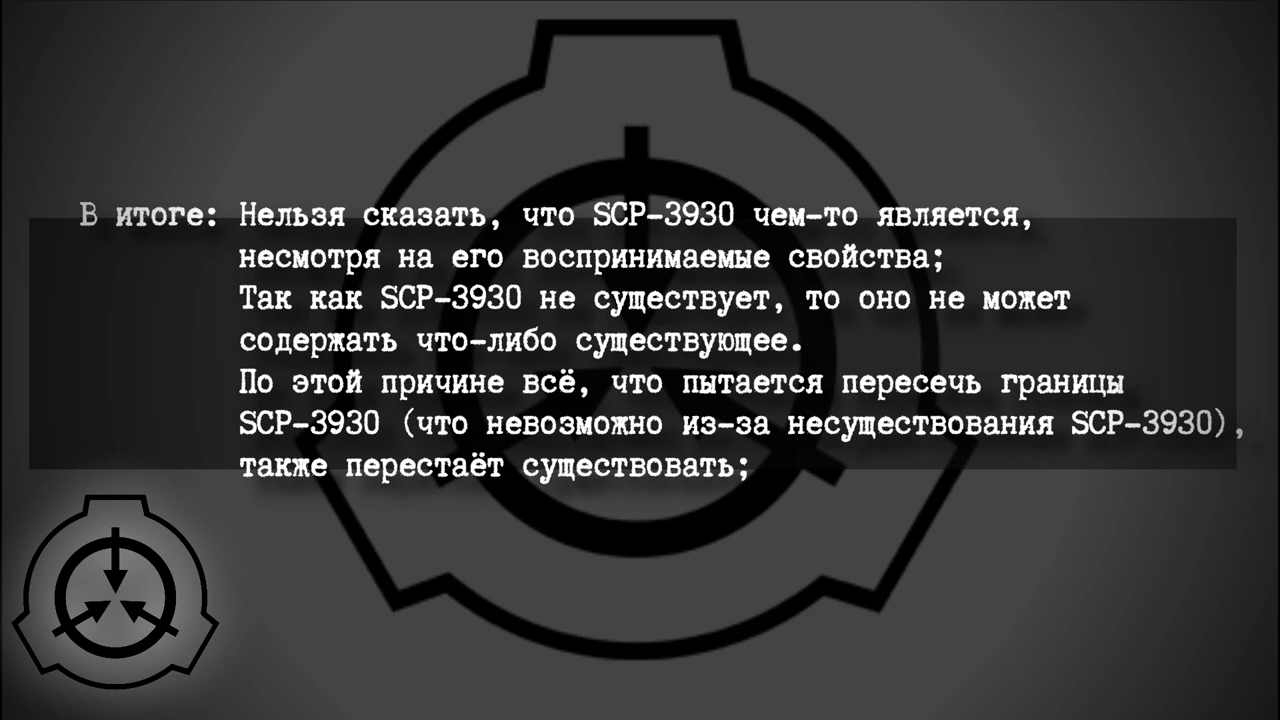 В итоге: Нельзя сказать, что SCP-3930 чем-то является,
несмотря на его воспринимаемые свойства;
Так как SCP-3930 не существует, то оно не может
содержать что-либо существующее.
По этой причине всё, что пытается пересечь границы
SCP-3930 (что невозможно из-за несуществования SCP-3930),
также перестаёт существовать;